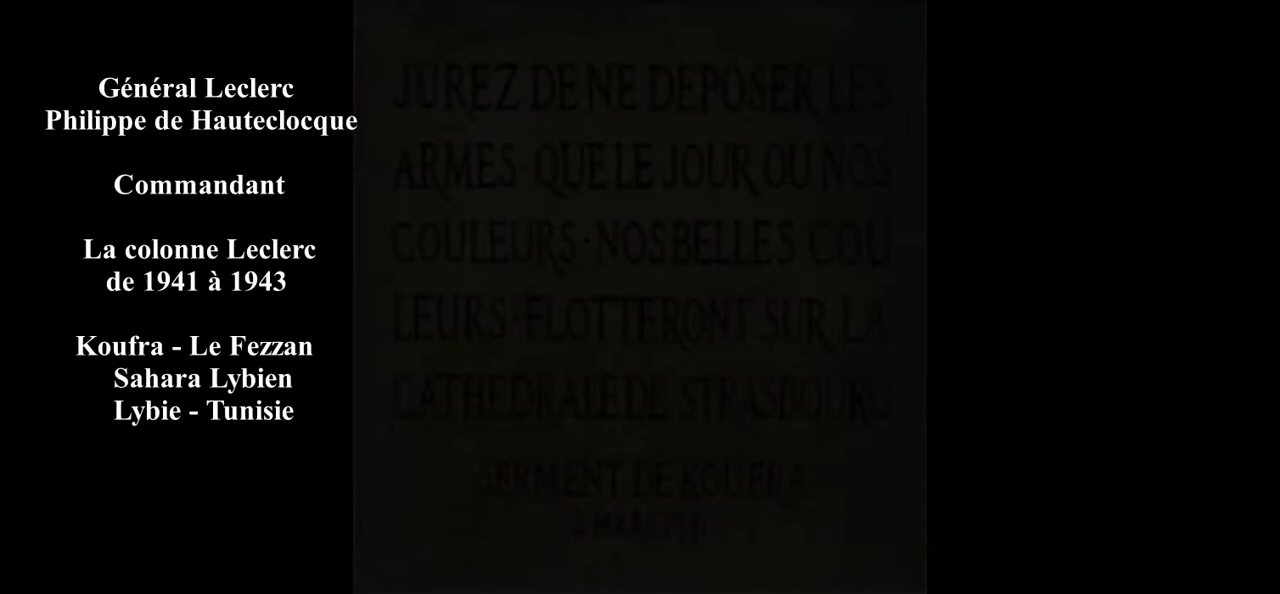 Général Leclerc
Philippe de Hauteclocque
Commandant
La colonne Leclerc
de 1941 à 1943
Koufra - Le Fezzan
Sahara Lybien
Lybie - Tunisie
JUREZ DE NE DEPOSER LES
ARMES · QUE LE JOUR OU NOS
COULEURS · NOS BELLES COU
LEURS · FLOTTERONT SUR LA
CATHEDRALE DE STRASBOURG
SERMENT DE KOUFRA